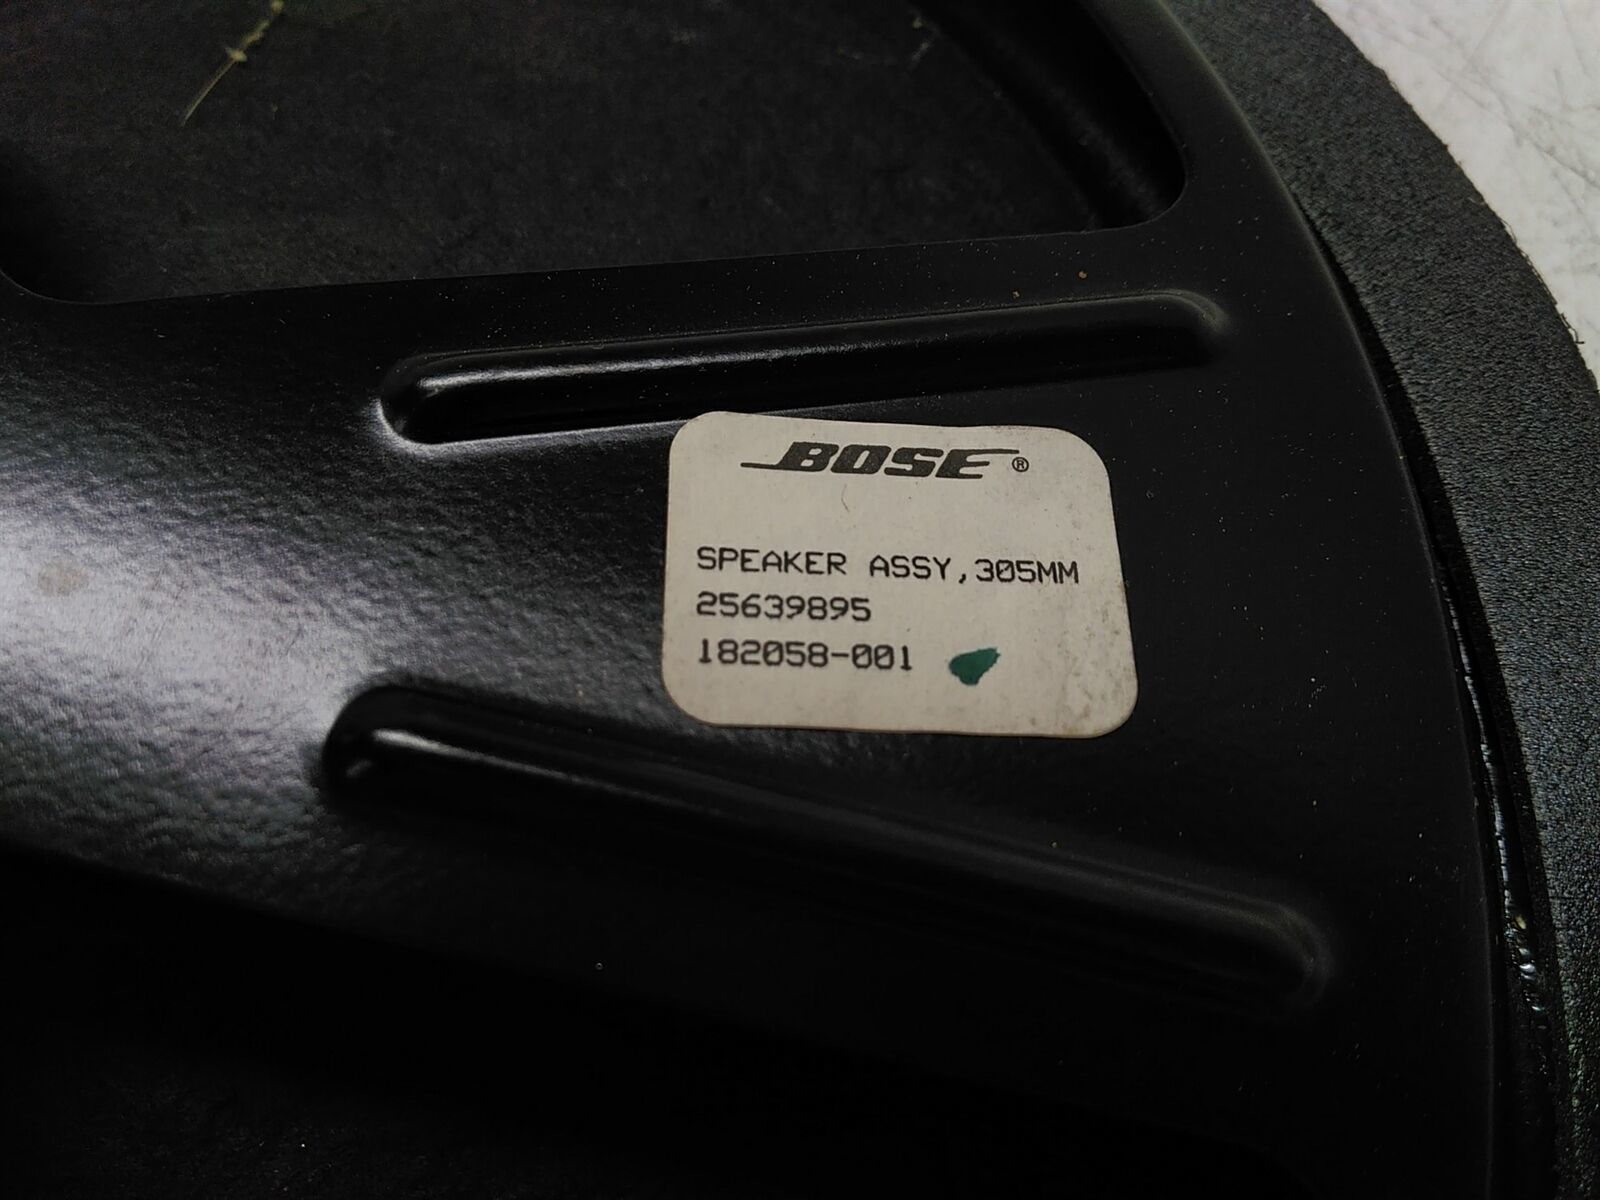 BOSE®
SPEAKER ASSY,305MM
25639895
182058-001